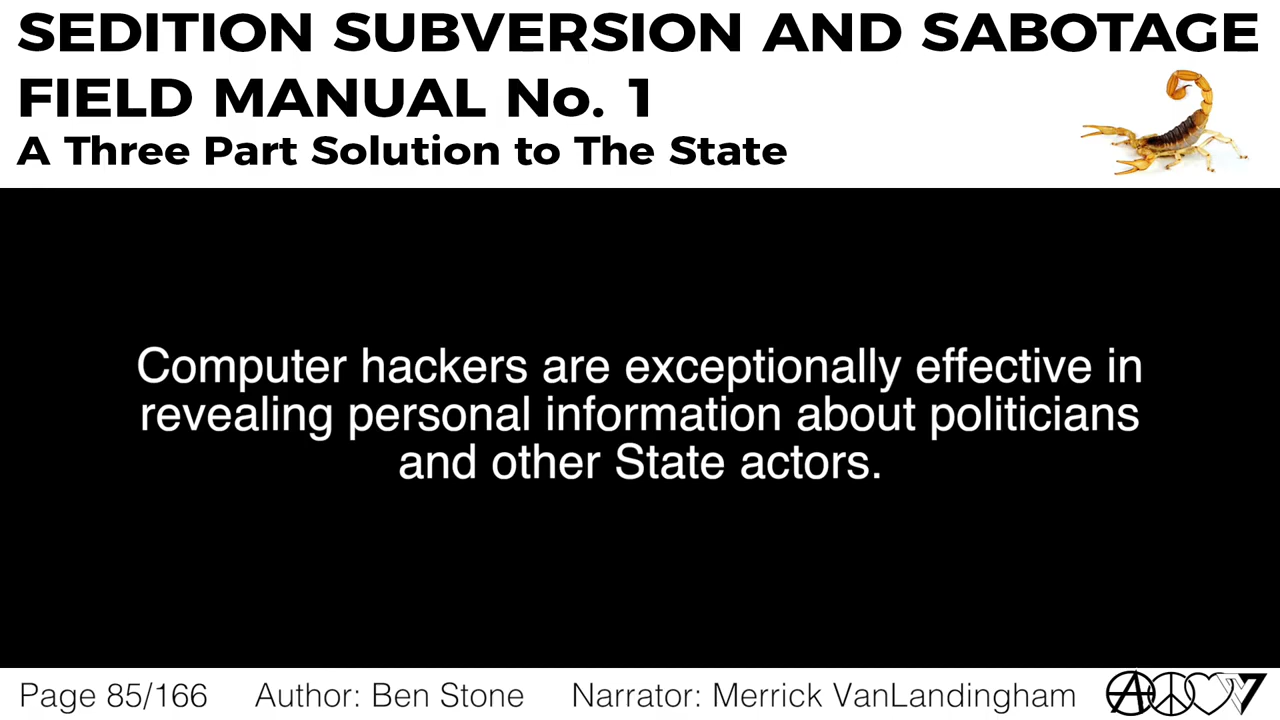 SEDITION SUBVERSION AND SABOTAGE
FIELD MANUAL No. 1
A Three Part Solution to The State
Computer hackers are exceptionally effective in
revealing personal information about politicians
and other State actors.
Page 85/166 Author: Ben Stone Narrator: Merrick VanLandingham